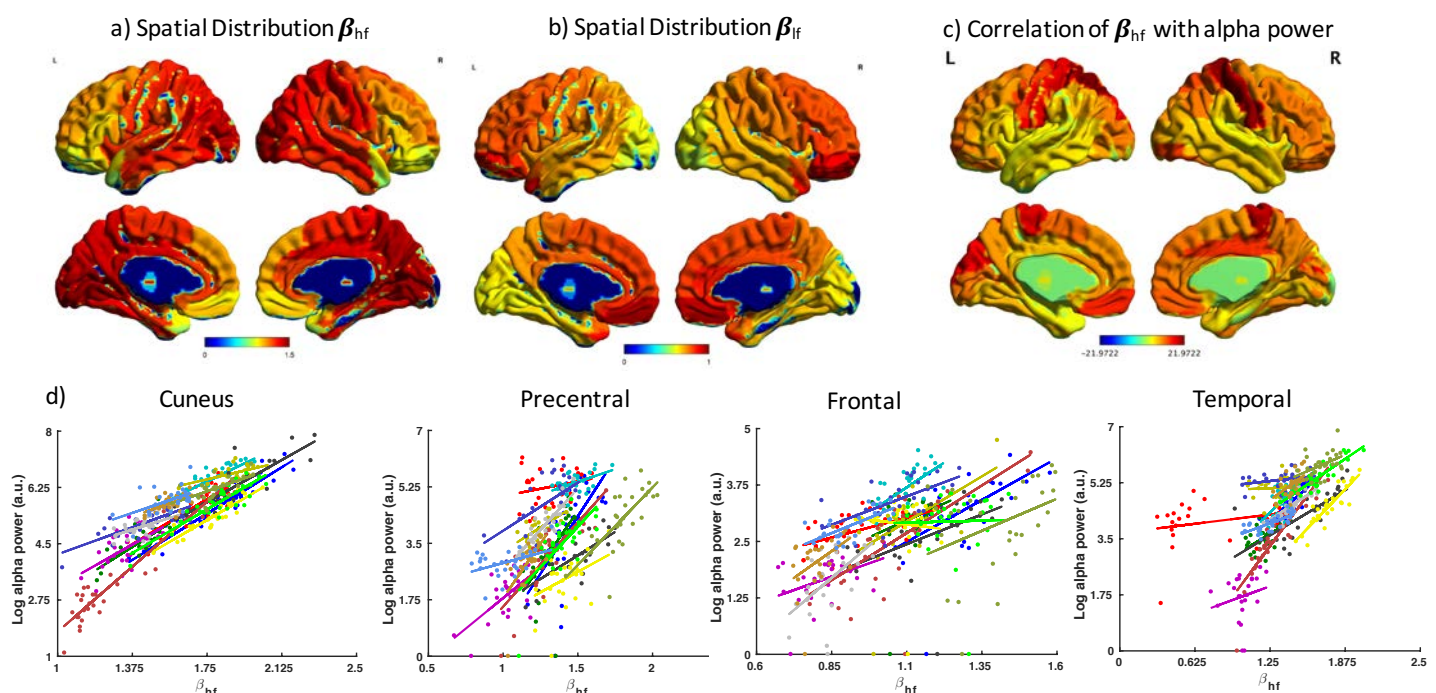 a) Spatial Distribution βhf
b) Spatial Distribution βlf
c) Correlation of βhf with alpha power
L
R
L
R
L
R
0
1.5
0
1
−21.9722
21.9722
d)
Cuneus
Precentral
Frontal
Temporal
Log alpha power (a.u.)
8
6.25
4.5
2.75
1
1
1.375
1.75
2.125
2.5
βhf
Log alpha power (a.u.)
7
5.25
3.5
1.75
0
0.5
1
1.5
2
βhf
Log alpha power (a.u.)
5
3.75
2.5
1.25
0
0.6
0.85
1.1
1.35
1.6
βhf
Log alpha power (a.u.)
7
5.25
3.5
1.75
0
0
0.625
1.25
1.875
2.5
βhf